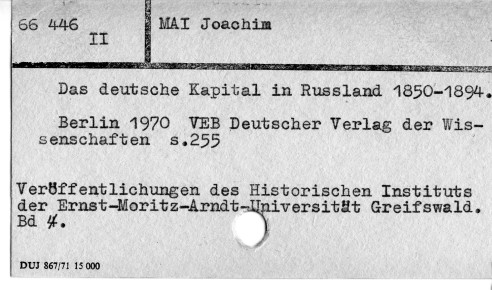 66 446
II
MAI Joachim
Das deutsche Kapital in Russland 1850-1894.
Berlin 1970 VEB Deutscher Verlag der Wis-
senschaften s.255
Veröffentlichungen des Historischen Instituts
der Ernst-Moritz-Arndt-Universität Greifswald.
Bd 4.
DUJ 867/71 15 000